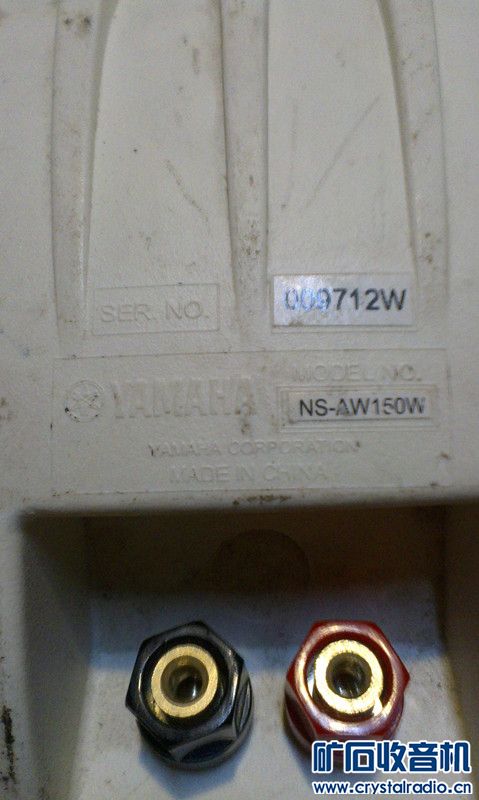 SER. NO.
009712W
MODEL NO.
YAMAHA
NS-AW150W
YAMAHA CORPORATION
MADE IN CHINA
矿石收音机
www.crystalradio.cn